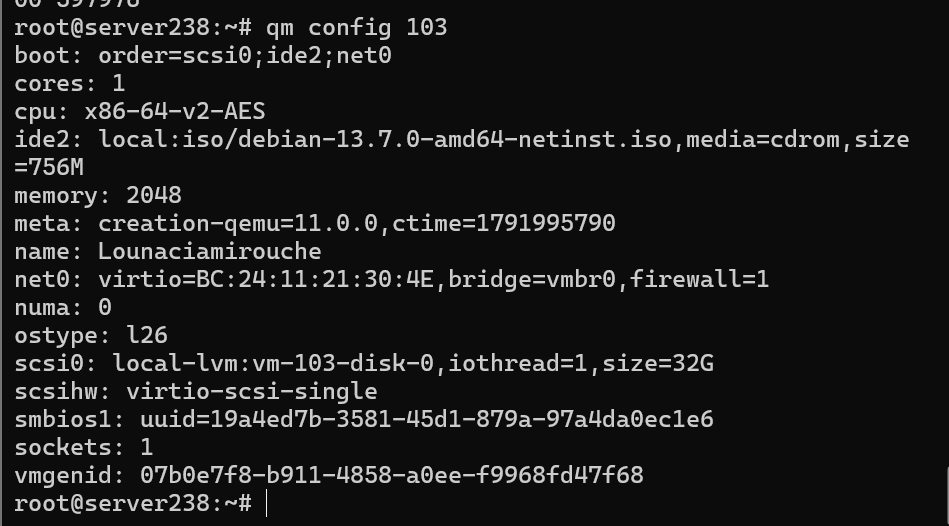 root@server238:~# qm config 103
boot: order=scsi0;ide2;net0
cores: 1
cpu: x86-64-v2-AES
ide2: local:iso/debian-13.7.0-amd64-netinst.iso,media=cdrom,size
=756M
memory: 2048
meta: creation-qemu=11.0.0,ctime=1791995790
name: Lounaciamirouche
net0: virtio=BC:24:11:21:30:4E,bridge=vmbr0,firewall=1
numa: 0
ostype: l26
scsi0: local-lvm:vm-103-disk-0,iothread=1,size=32G
scsihw: virtio-scsi-single
smbios1: uuid=19a4ed7b-3581-45d1-879a-97a4da0ec1e6
sockets: 1
vmgenid: 07b0e7f8-b911-4858-a0ee-f9968fd47f68
root@server238:~#